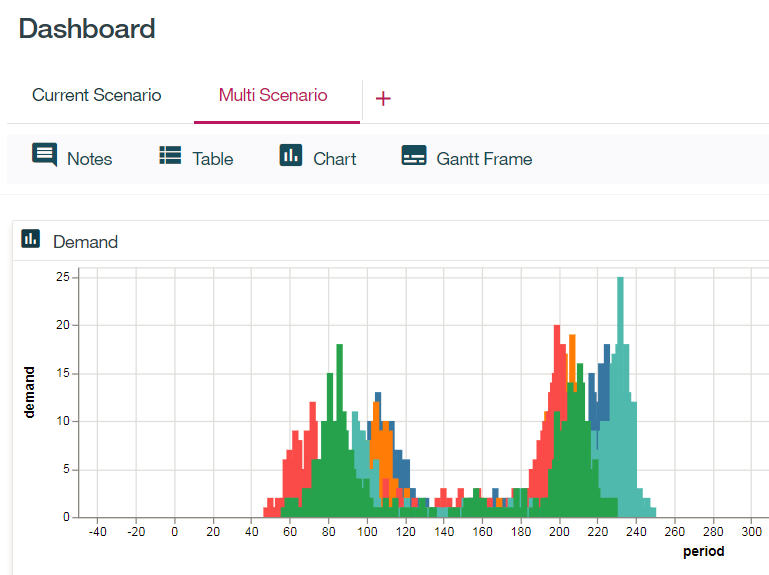 Dashboard
Current Scenario Multi Scenario +
Notes Table Chart Gantt Frame
Demand
25
20
15
10
5
0
demand
-40 -20 0 20 40 60 80 100 120 140 160 180 200 220 240 260 280 300
period